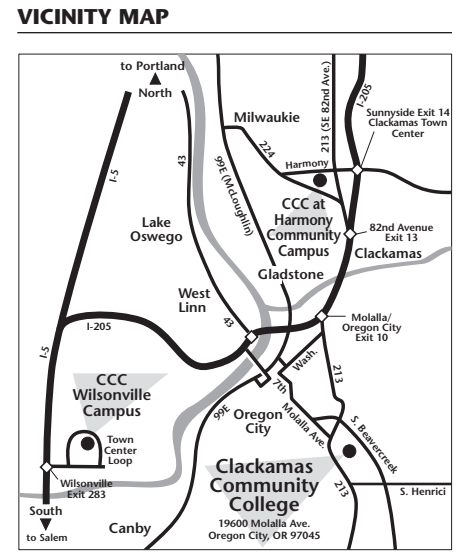 VICINITY MAP
to Portland
North
I-5
43
99E (McLoughlin)
Milwaukie
224
213 (SE 82nd Ave.)
I-205
Sunnyside Exit 14
Clackamas Town
Center
Harmony
CCC at
Harmony
Community
Campus
82nd Avenue
Exit 13
Clackamas
Lake
Oswego
Gladstone
West
Linn
43
I-205
Molalla/
Oregon City
Exit 10
I-5
Wash.
213
7th
CCC
Wilsonville
Campus
99E
Oregon
City
Molalla Ave.
S. Beavercreek
Town
Center
Loop
Clackamas
Community
College
19600 Molalla Ave.
Oregon City, OR 97045
213
S. Henrici
Wilsonville
Exit 283
South
to Salem
Canby